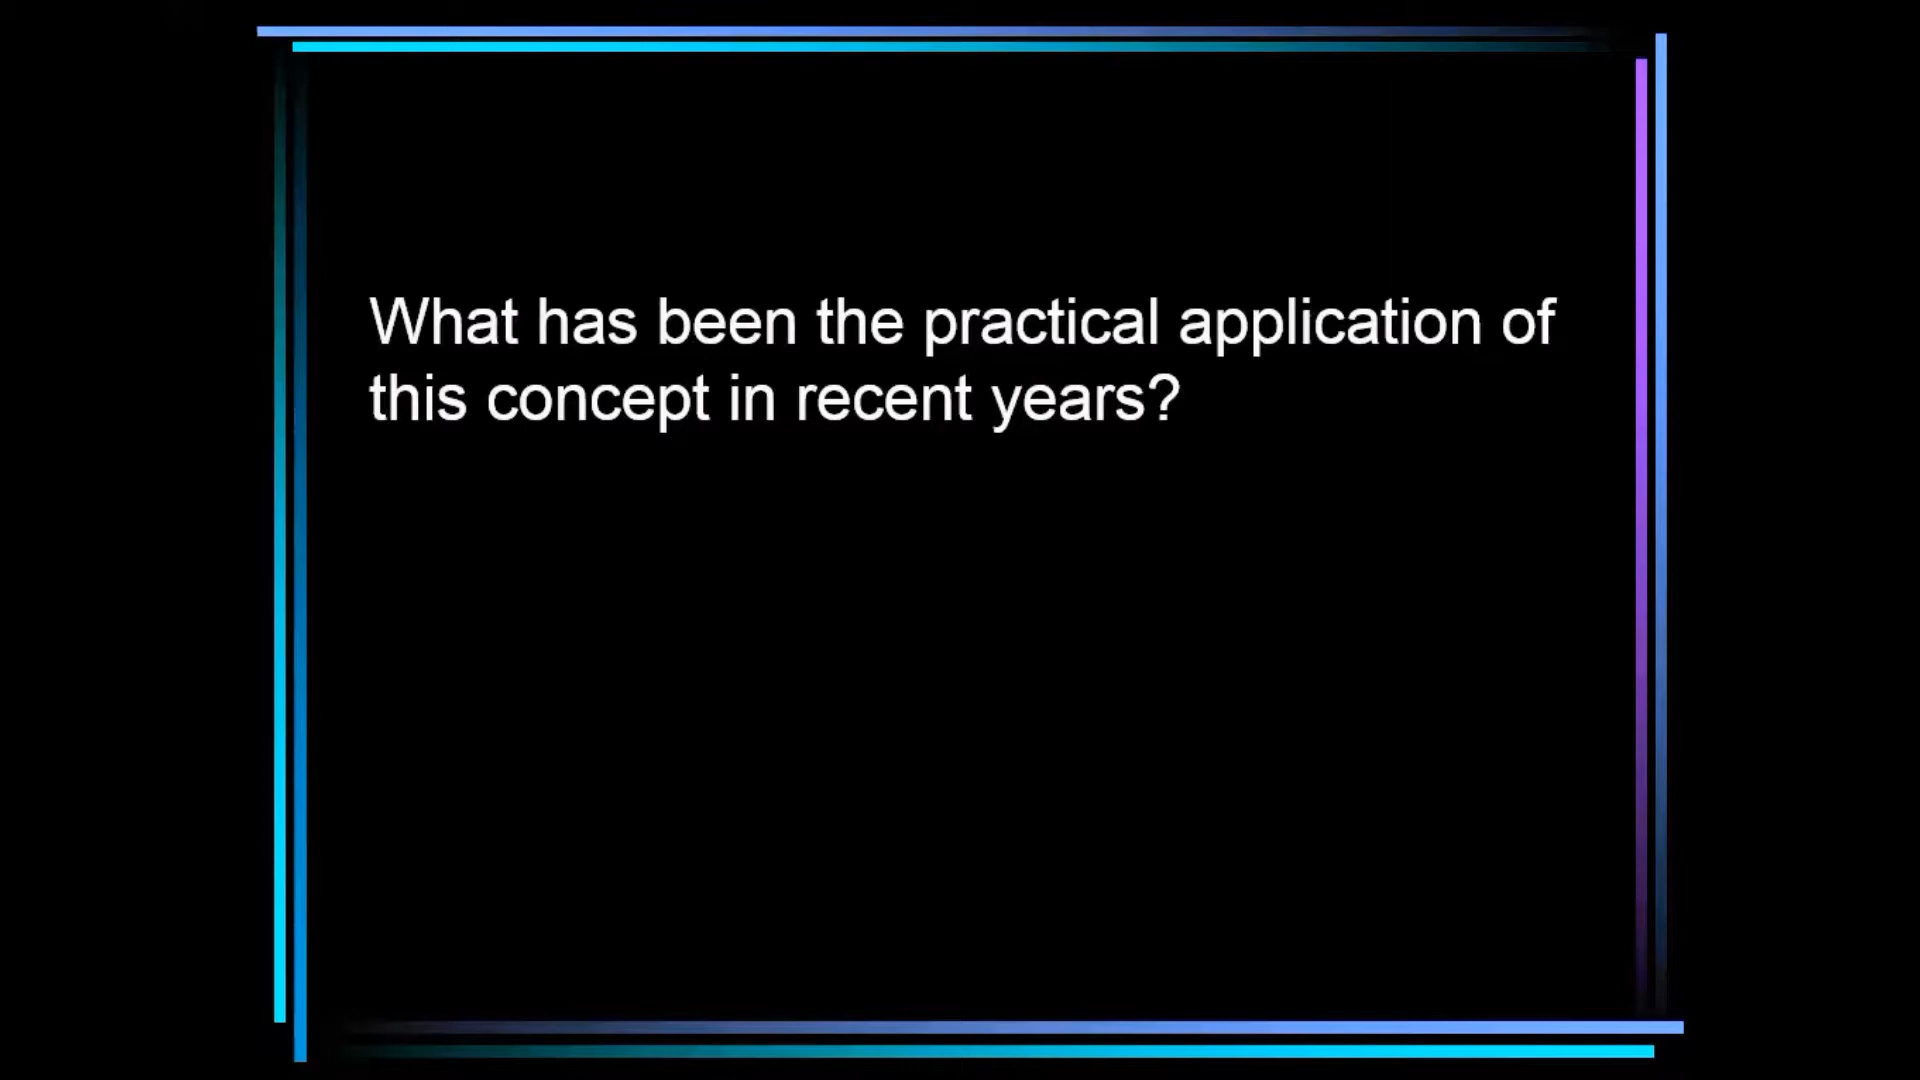 What has been the practical application of
this concept in recent years?